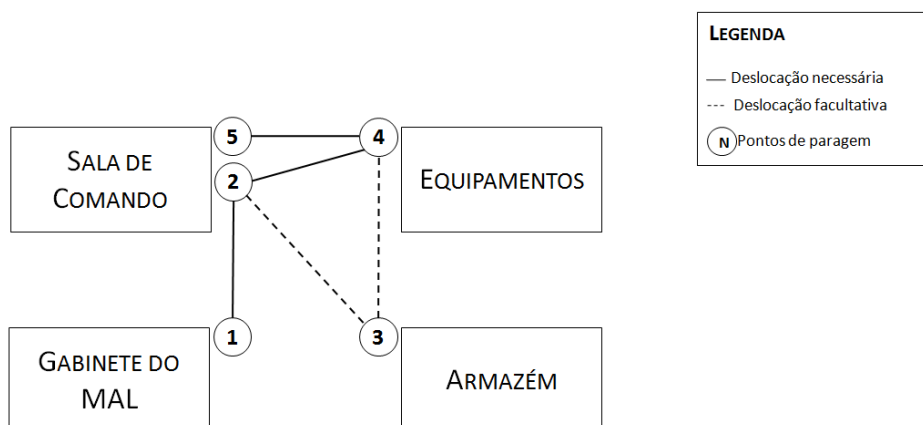 LEGENDA
Deslocação necessária
Deslocação facultativa
N Pontos de paragem
5
4
SALA DE
COMANDO
2
EQUIPAMENTOS
1
3
GABINETE DO
MAL
ARMAZÉM